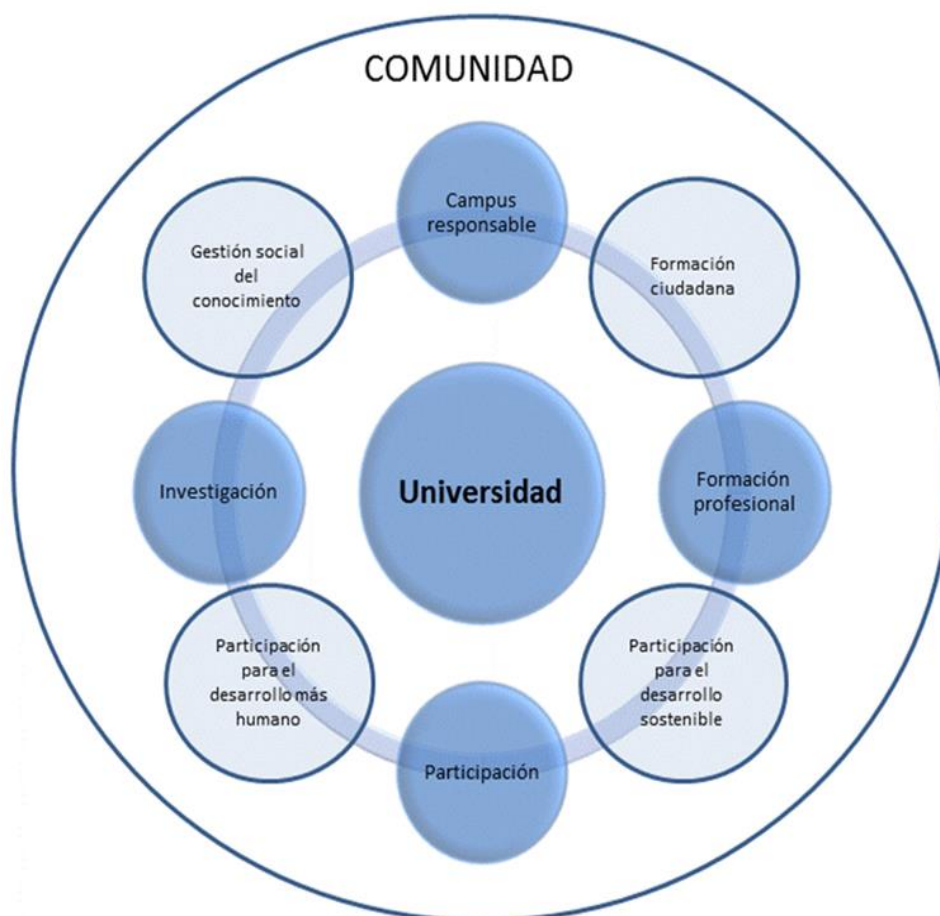 COMUNIDAD
Campus
responsable
Gestión social
del
conocimiento
Formación
ciudadana
Investigación
Universidad
Formación
profesional
Participación
para el
desarrollo más
humano
Participación
para el
desarrollo
sostenible
Participación